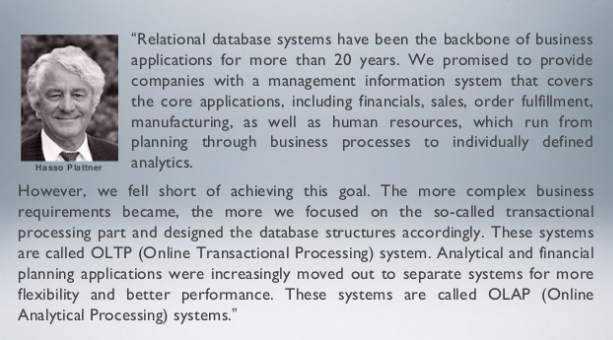 “Relational database systems have been the backbone of business
applications for more than 20 years. We promised to provide
companies with a management information system that covers
the core applications, including financials, sales, order fulfillment,
manufacturing, as well as human resources, which run from
planning through business processes to individually defined
analytics.
Hasso Plattner
However, we fell short of achieving this goal. The more complex business
requirements became, the more we focused on the so-called transactional
processing part and designed the database structures accordingly. These systems
are called OLTP (Online Transactional Processing) system. Analytical and financial
planning applications were increasingly moved out to separate systems for more
flexibility and better performance. These systems are called OLAP (Online
Analytical Processing) systems.”